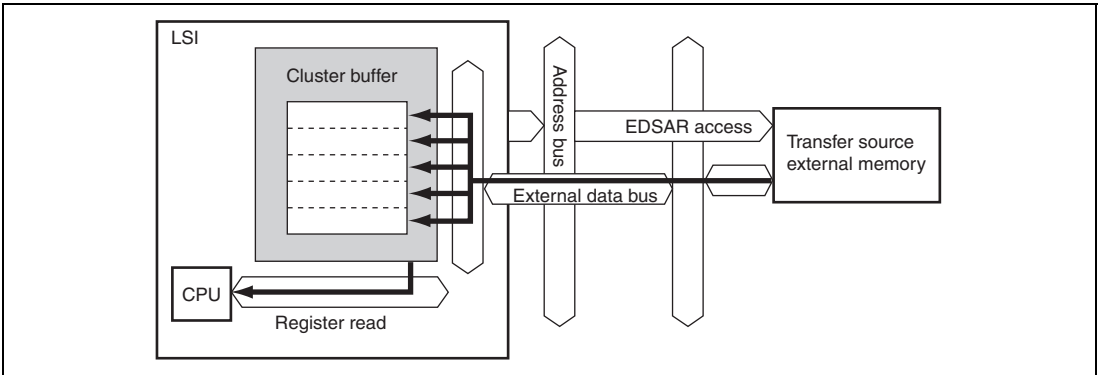 LSI
Cluster buffer
Address bus
EDSAR access
Transfer source
external memory
External data bus
CPU
Register read